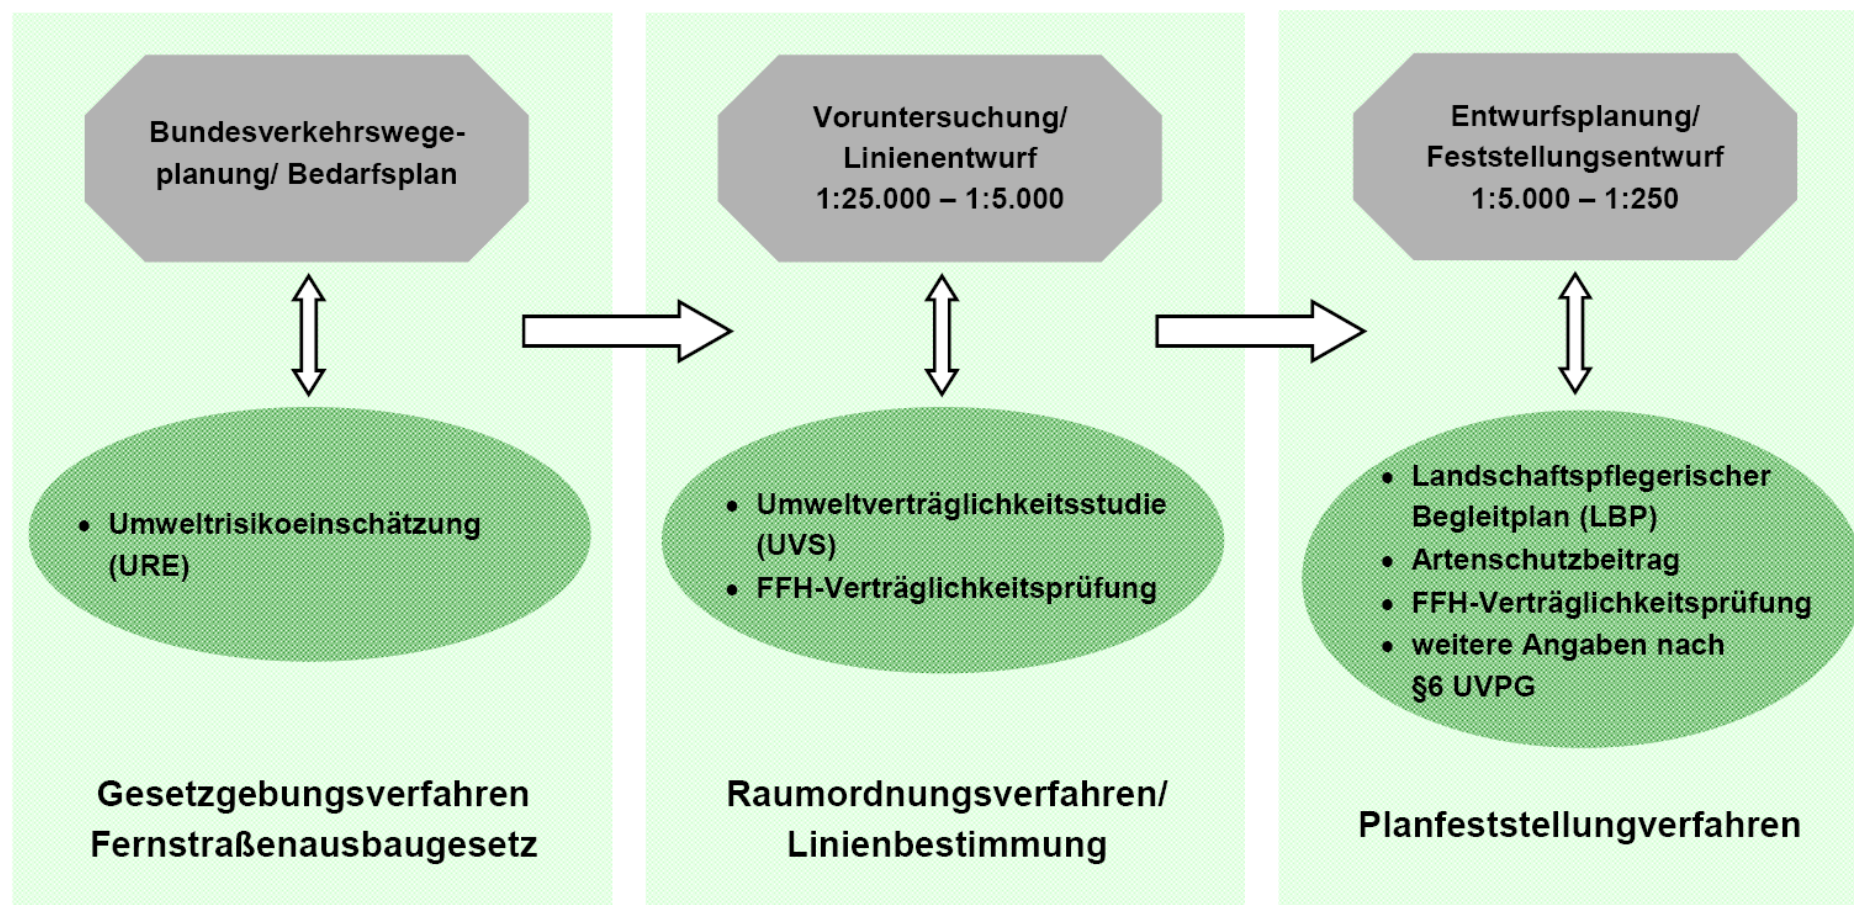 Bundesverkehrswege-
planung/ Bedarfsplan
• Umweltrisikoeinschätzung
(URE)
Gesetzgebungsverfahren
Fernstraßenausbaugesetz
Voruntersuchung/
Linienentwurf
1:25.000 – 1:5.000
• Umweltverträglichkeitsstudie
(UVS)
• FFH-Verträglichkeitsprüfung
Raumordnungsverfahren/
Linienbestimmung
Entwurfsplanung/
Feststellungsentwurf
1:5.000 – 1:250
• Landschaftspflegerischer
Begleitplan (LBP)
• Artenschutzbeitrag
• FFH-Verträglichkeitsprüfung
• weitere Angaben nach
§6 UVPG
Planfeststellungverfahren